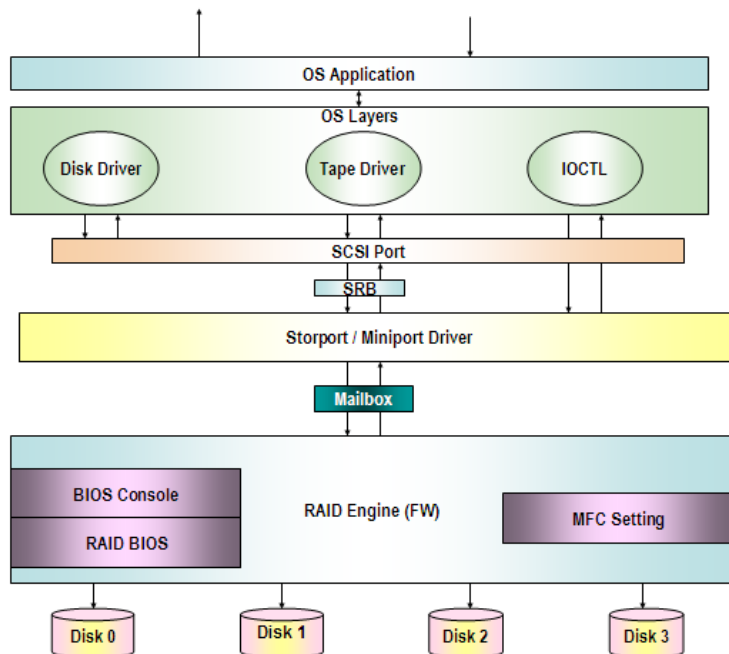 OS Application
OS Layers
Disk Driver
Tape Driver
IOCTL
SCSI Port
SRB
Storport / Miniport Driver
Mailbox
BIOS Console
RAID Engine (FW)
MFC Setting
RAID BIOS
Disk 0
Disk 1
Disk 2
Disk 3